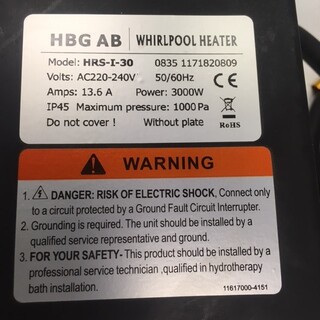 HBG AB WHIRLPOOL HEATER
Model: HRS-I-30 0835 1171820809
Volts: AC220-240V 50/60Hz CE
Amps: 13.6 A Power: 3000W
IP45 Maximum pressure: 1000 Pa
Do not cover ! Without plate RoHS
WARNING
1. DANGER: RISK OF ELECTRIC SHOCK, Connect only
to a circuit protected by a Ground Fault Circuit Interrupter.
2. Grounding is required. The unit should be installed by a
qualified service representative and ground.
3. FOR YOUR SAFETY- This product should be installed by a
professional service technician ,qualified in hydrotherapy
bath installation.
11617000-4151